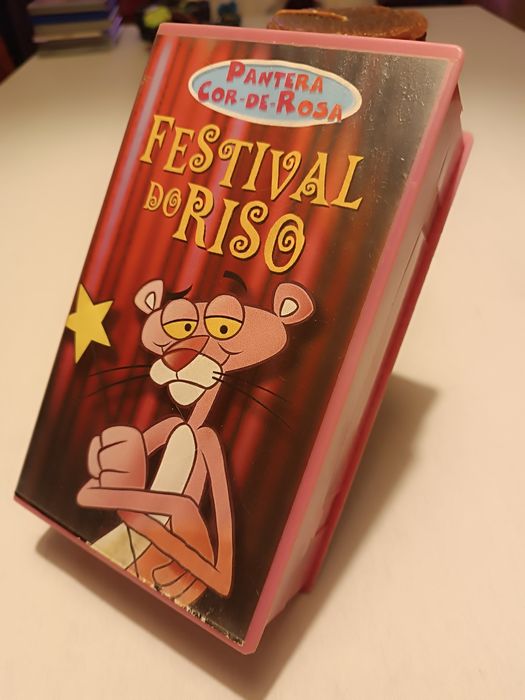 PANTERA
COR-DE-ROSA
FESTIVAL
DO RISO